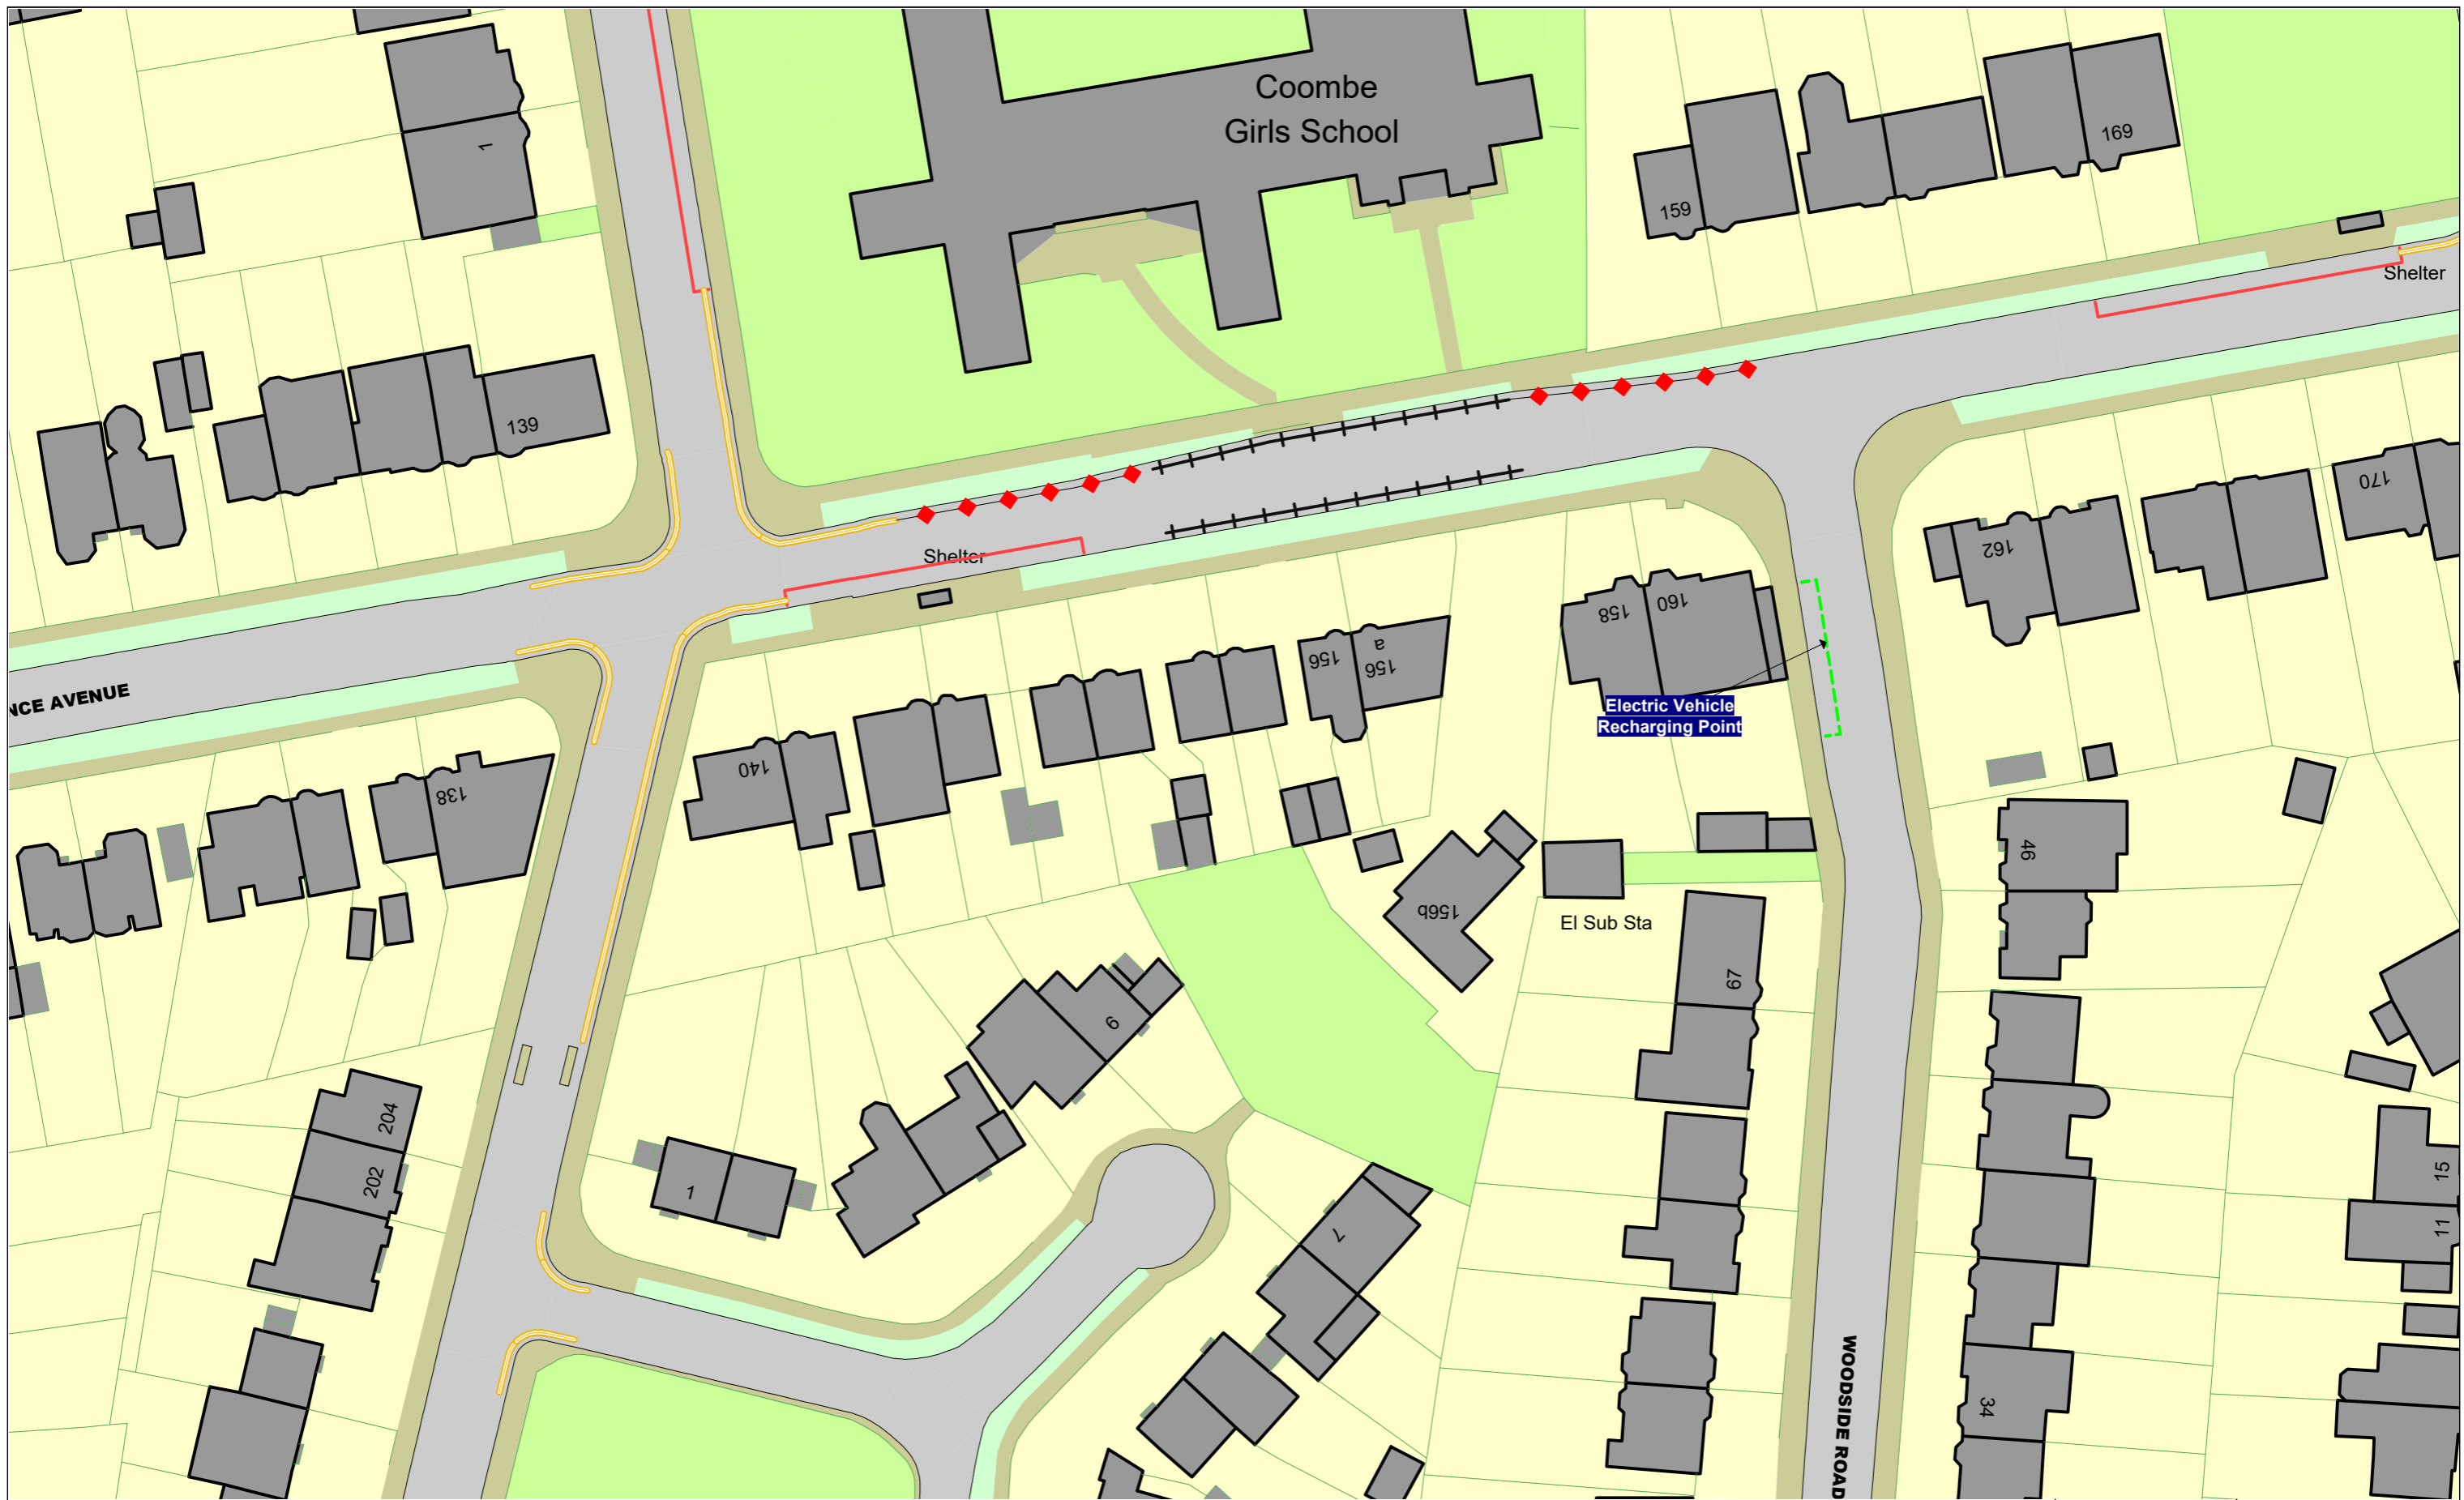 Coombe
Girls School
1
159
169
Shelter
139
Shelter
170
162
158
160
156
156
a
NCE AVENUE
Electric Vehicle
Recharging Point
140
138
46
156b
El Sub Sta
67
9
204
202
1
7
15
11
34
WOODSIDE ROAD